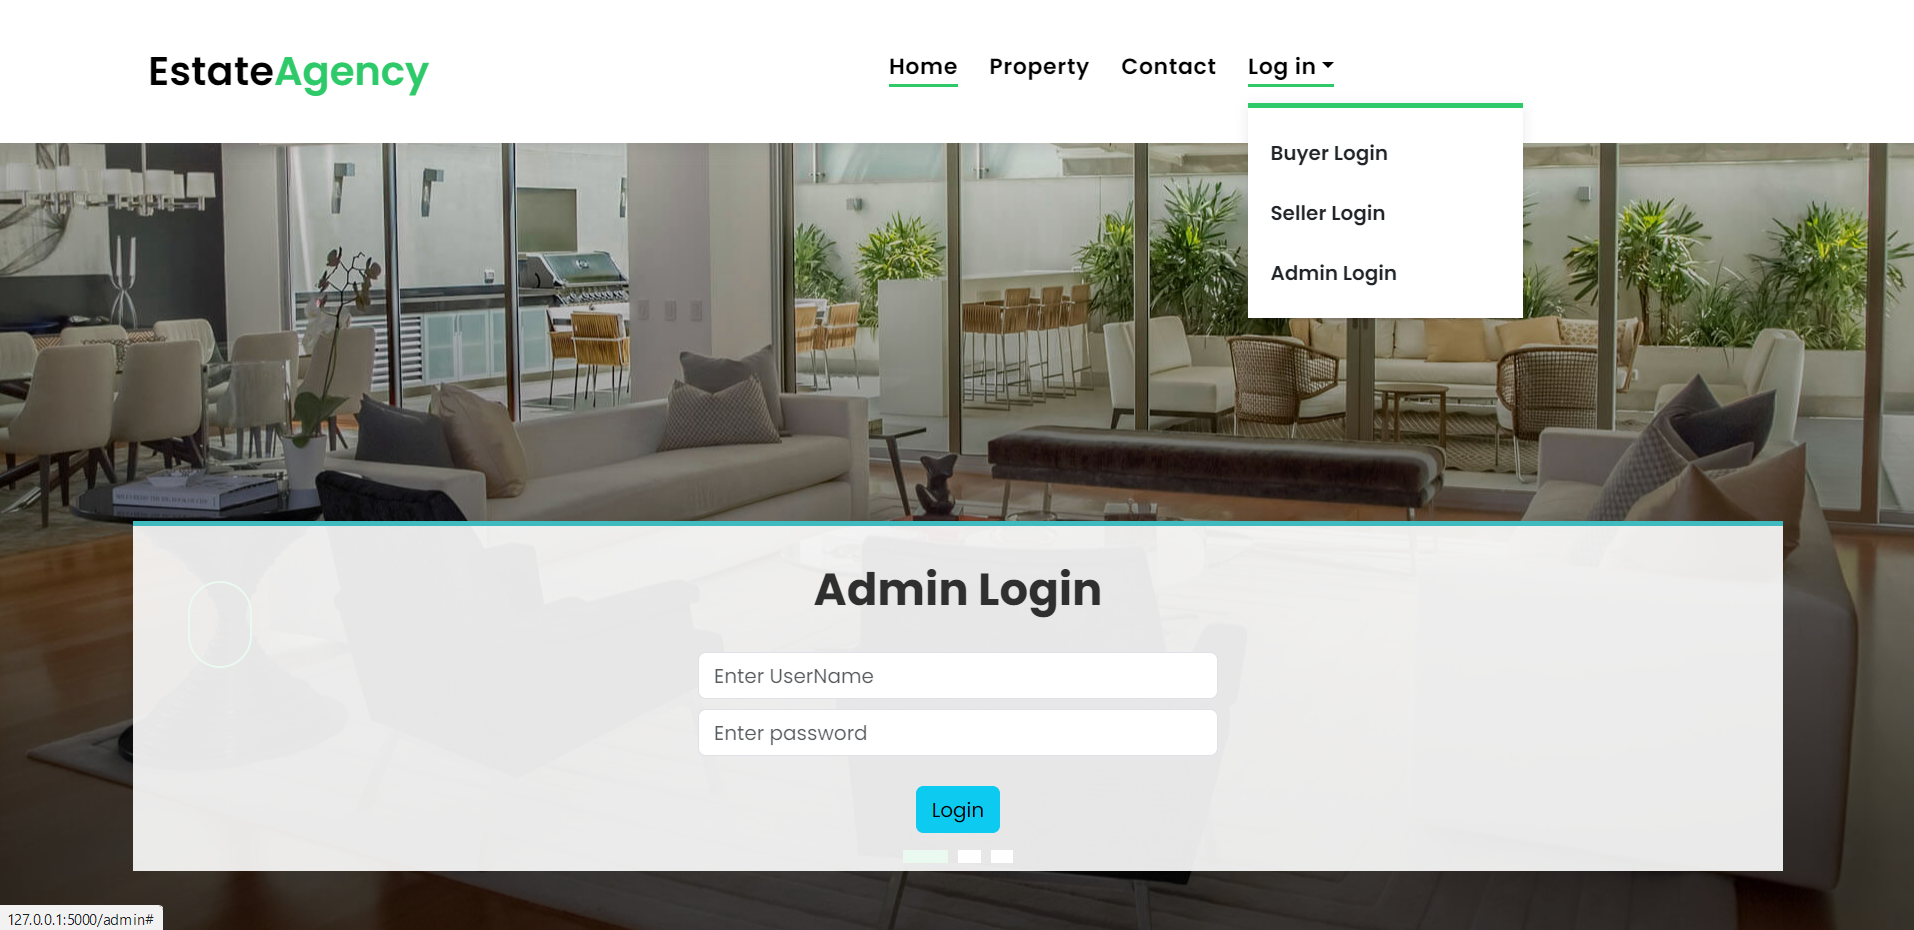 EstateAgency
Home Property Contact Log in
Buyer Login
Seller Login
Admin Login
Admin Login
Enter UserName
Enter password
Login
127.0.0.1:5000/admin#